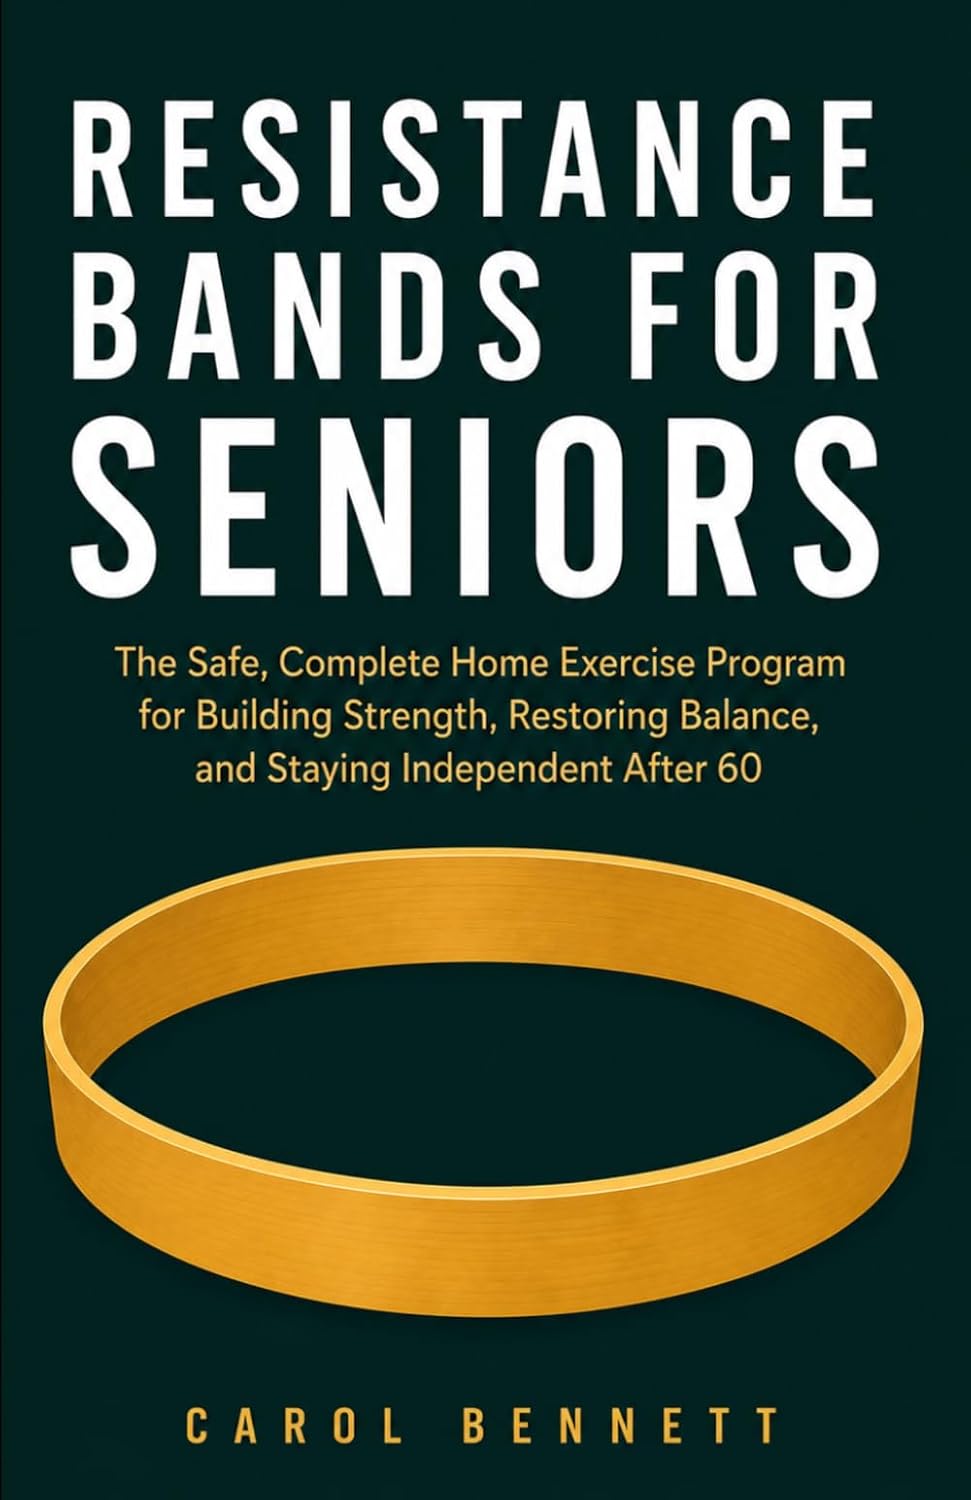 RESISTANCE
BANDS FOR
SENIORS
The Safe, Complete Home Exercise Program
for Building Strength, Restoring Balance,
and Staying Independent After 60
CAROL BENNETT